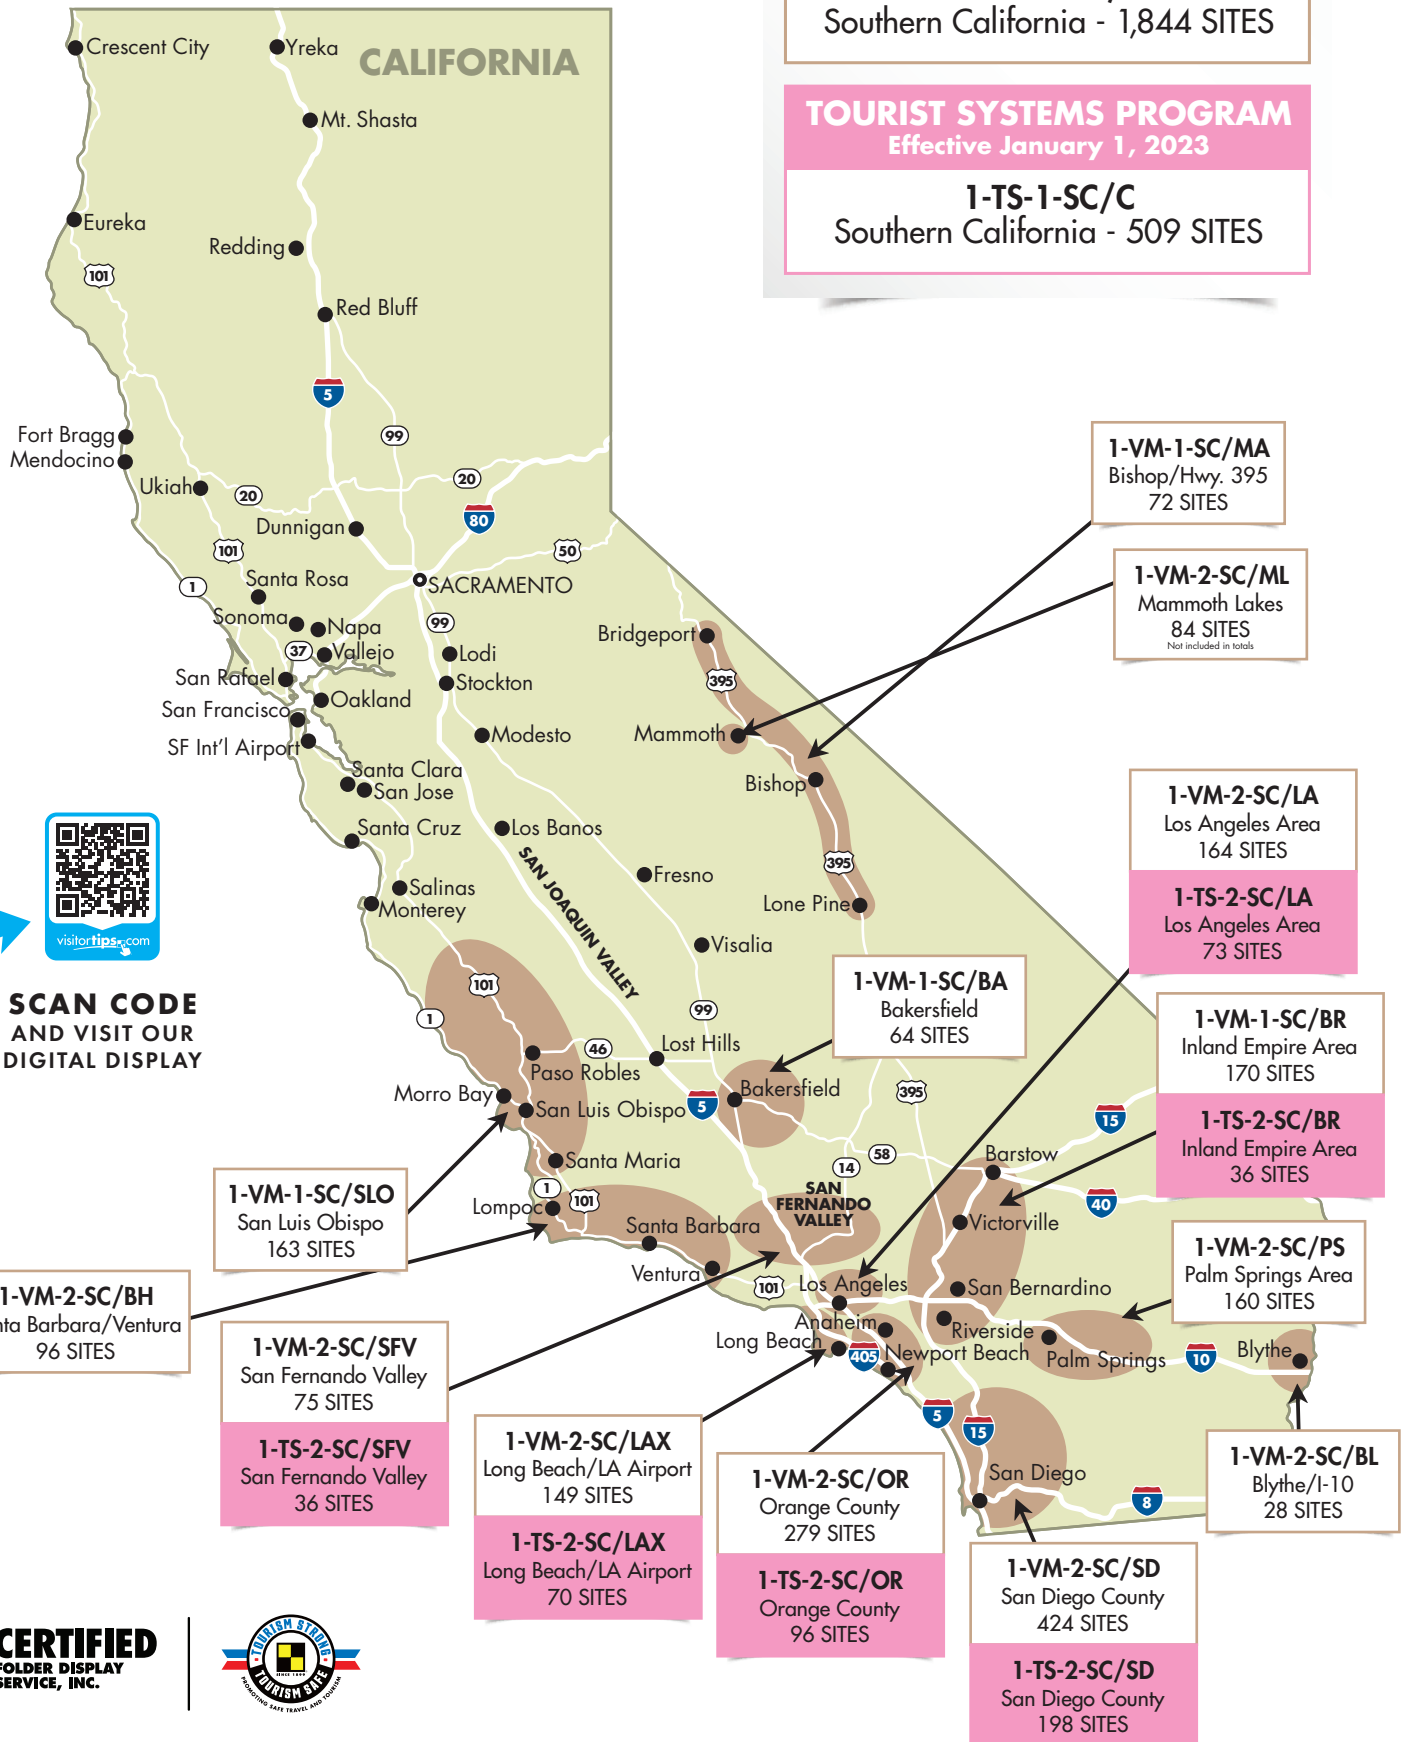 Southern California - 1,844 SITES
TOURIST SYSTEMS PROGRAM
Effective January 1, 2023
1-TS-1-SC/C
Southern California - 509 SITES
CALIFORNIA
Crescent City
Yreka
Mt. Shasta
Eureka
Redding
101
Red Bluff
5
99
Fort Bragg
Mendocino
Ukiah
20
20
80
Dunnigan
101
50
1
Santa Rosa
SACRAMENTO
Sonoma
Napa
99
37
Vallejo
Lodi
San Rafael
Stockton
Oakland
San Francisco
SF Int'l Airport
Modesto
Santa Clara
San Jose
Santa Cruz
Los Banos
SAN JOAQUIN VALLEY
Fresno
Salinas
Monterey
Visalia
Bridgeport
395
Mammoth
Bishop
395
Lone Pine
1-VM-1-SC/MA
Bishop/Hwy. 395
72 SITES
1-VM-2-SC/ML
Mammoth Lakes
84 SITES
Not included in totals
1-VM-2-SC/LA
Los Angeles Area
164 SITES
1-TS-2-SC/LA
Los Angeles Area
73 SITES
visitortips.com
SCAN CODE
AND VISIT OUR
DIGITAL DISPLAY
101
1
99
46
Lost Hills
Paso Robles
Morro Bay
San Luis Obispo
5
Bakersfield
1-VM-1-SC/BA
Bakersfield
64 SITES
395
1-VM-1-SC/BR
Inland Empire Area
170 SITES
1-TS-2-SC/BR
Inland Empire Area
36 SITES
15
58
14
Barstow
40
Santa Maria
1
101
Lompoc
SAN
FERNANDO
VALLEY
Victorville
Santa Barbara
Ventura
101
Los Angeles
San Bernardino
Anaheim
Riverside
Long Beach
405
Newport Beach
Palm Springs
10
Blythe
1-VM-2-SC/PS
Palm Springs Area
160 SITES
1-VM-1-SC/SLO
San Luis Obispo
163 SITES
1-VM-2-SC/BH
nta Barbara/Ventura
96 SITES
1-VM-2-SC/SFV
San Fernando Valley
75 SITES
1-TS-2-SC/SFV
San Fernando Valley
36 SITES
1-VM-2-SC/LAX
Long Beach/LA Airport
149 SITES
1-TS-2-SC/LAX
Long Beach/LA Airport
70 SITES
5
15
San Diego
8
1-VM-2-SC/OR
Orange County
279 SITES
1-TS-2-SC/OR
Orange County
96 SITES
1-VM-2-SC/BL
Blythe/I-10
28 SITES
1-VM-2-SC/SD
San Diego County
424 SITES
1-TS-2-SC/SD
San Diego County
198 SITES
CERTIFIED
FOLDER DISPLAY
SERVICE, INC.
TOURISM STRONG
SINCE 1899
TOURISM SAFE
PROMOTING SAFE TRAVEL AND TOURISM